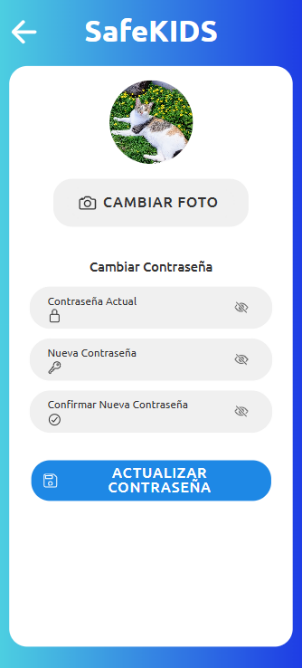 SafeKIDS
CAMBIAR FOTO
Cambiar Contraseña
Contraseña Actual
Nueva Contraseña
Confirmar Nueva Contraseña
ACTUALIZAR
CONTRASEÑA